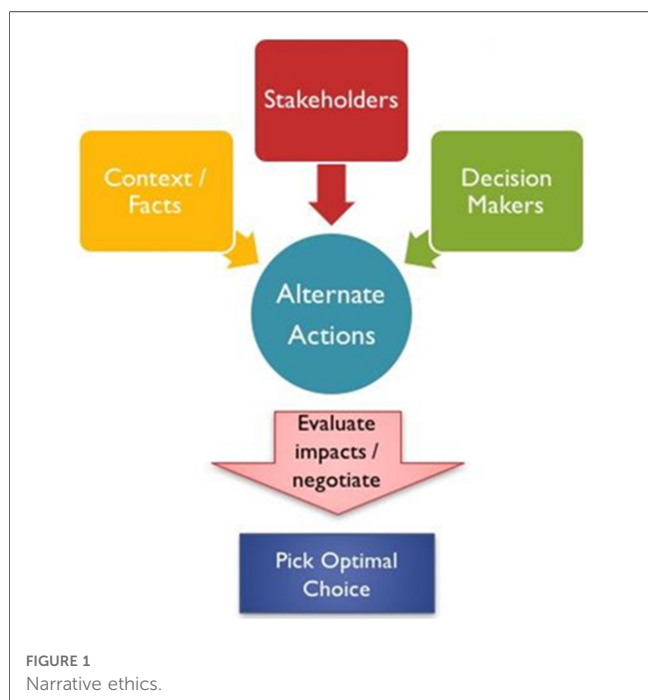 Stakeholders
Context /
Facts
Decision
Makers
Alternate
Actions
Evaluate
impacts /
negotiate
Pick Optimal
Choice
FIGURE 1
Narrative ethics.